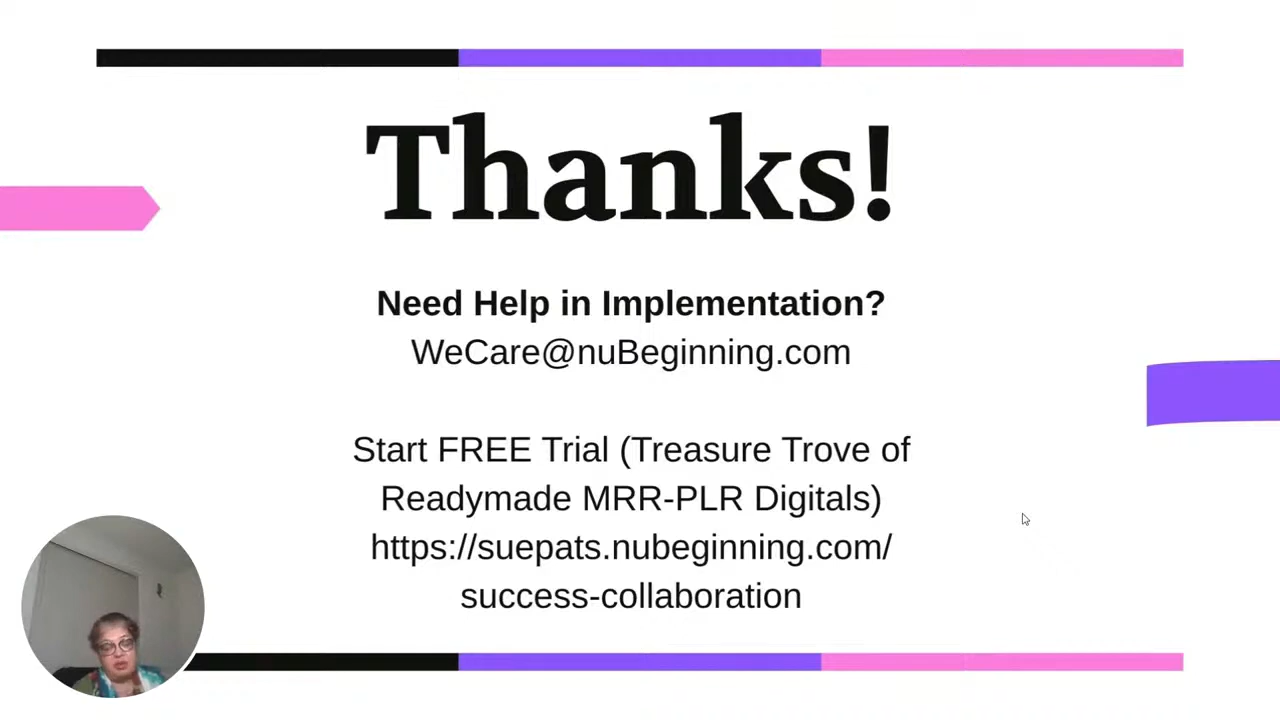 Thanks!
Need Help in Implementation?
WeCare@nuBeginning.com
Start FREE Trial (Treasure Trove of
Readymade MRR-PLR Digitals)
https://suepats.nubeginning.com/
success-collaboration